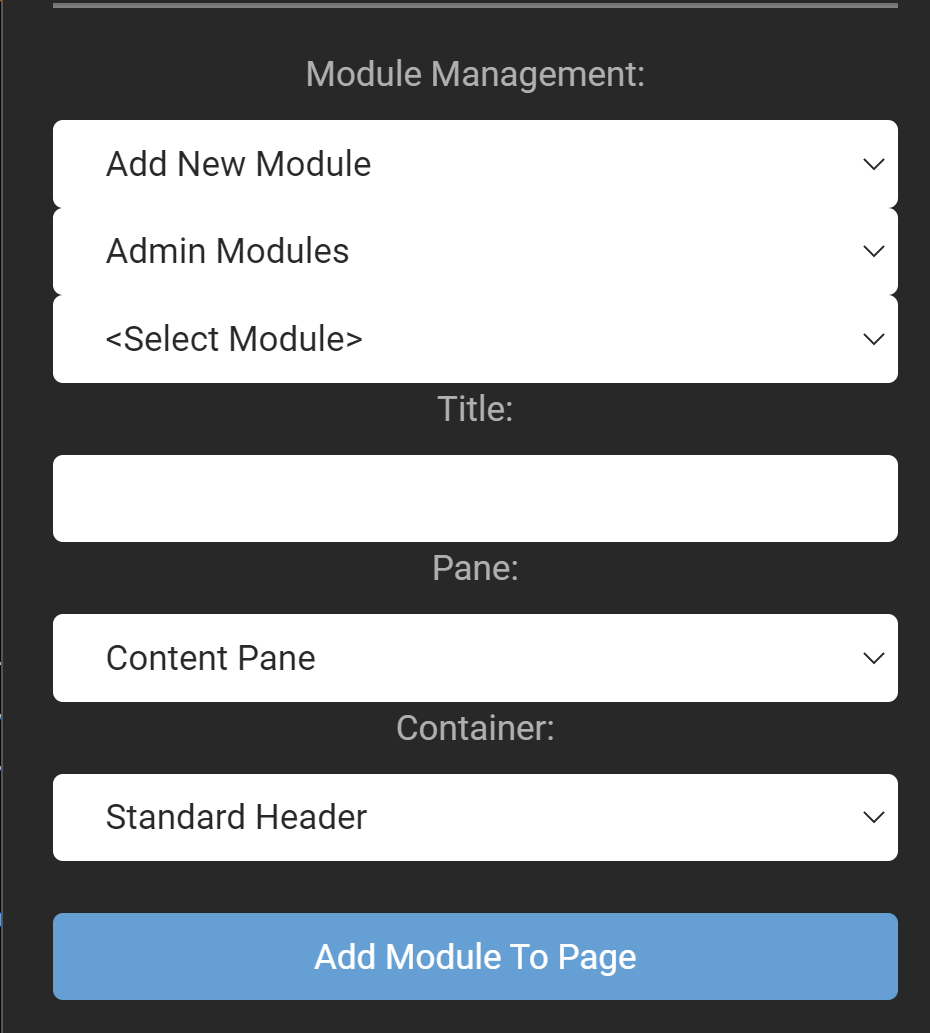 Module Management:
Add New Module
Admin Modules
<Select Module>
Title:
Pane:
Content Pane
Container:
Standard Header
Add Module To Page